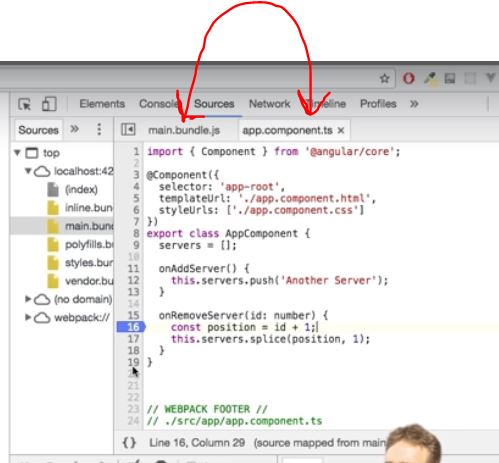 Elements Console Sources Network Timeline Profiles »
Sources » main.bundle.js app.component.ts ×
top
localhost:42
(index)
inline.bun
main.bund
polyfills.bu
styles.bur
vendor.bu
(no domain)
webpack://
1 import { Component } from '@angular/core';
2
3 @Component({
4 selector: 'app-root',
5 templateUrl: './app.component.html',
6 styleUrls: ['./app.component.css']
7 })
8 export class AppComponent {
9 servers = [];
10
11 onAddServer() {
12 this.servers.push('Another Server');
13 }
14
15 onRemoveServer(id: number) {
16 const position = id + 1;
17 this.servers.splice(position, 1);
18 }
19 }
20
21
22
23 // WEBPACK FOOTER //
24 // ./src/app/app.component.ts
{} Line 16, Column 29 (source mapped from main